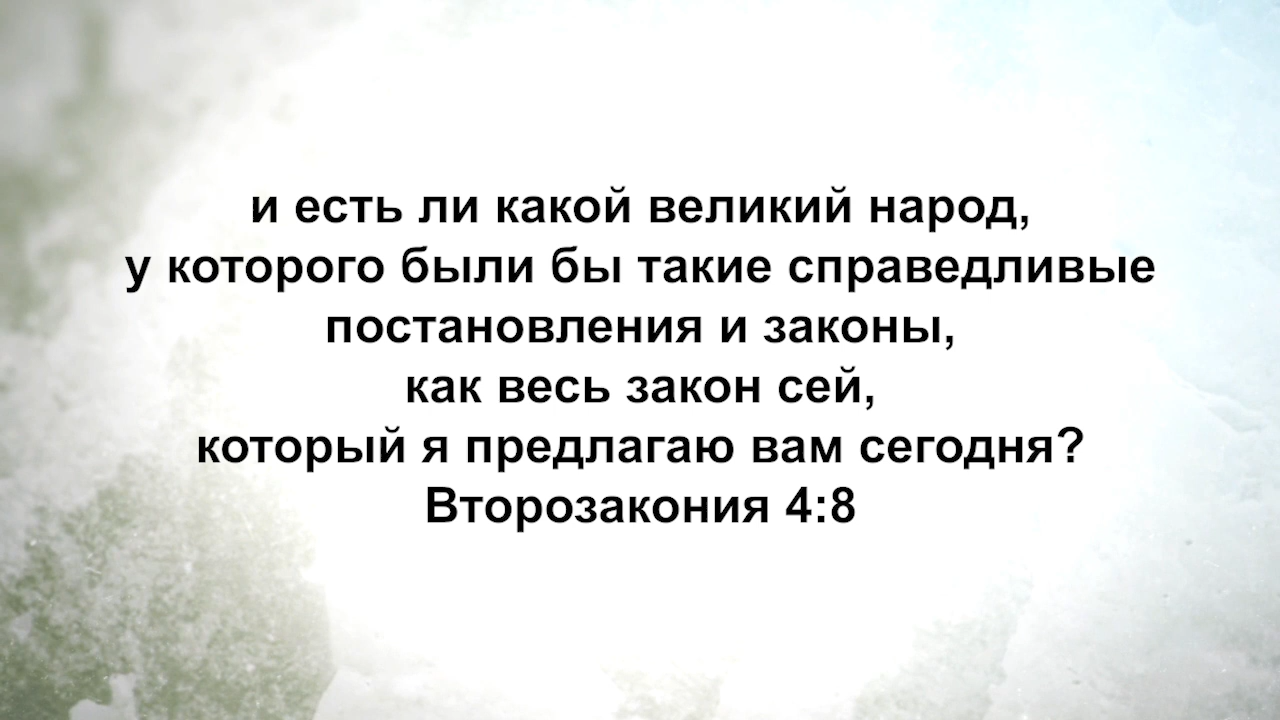 и есть ли какой великий народ,
у которого были бы такие справедливые
постановления и законы,
как весь закон сей,
который я предлагаю вам сегодня?
Второзакония 4:8